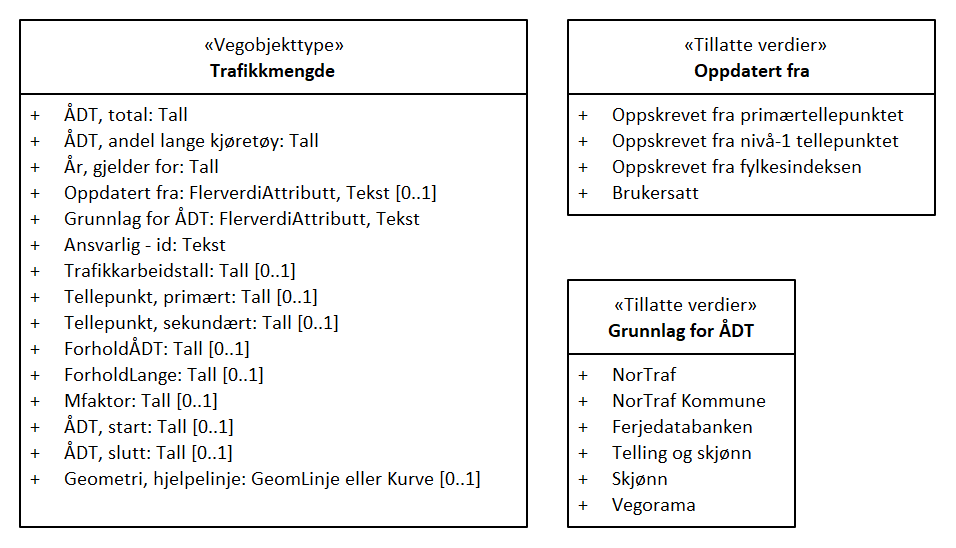 «Vegobjekttype»
Trafikkmengde
+ ÅDT, total: Tall
+ ÅDT, andel lange kjøretøy: Tall
+ År, gjelder for: Tall
+ Oppdatert fra: FlerverdiAttributt, Tekst [0..1]
+ Grunnlag for ÅDT: FlerverdiAttributt, Tekst
+ Ansvarlig - id: Tekst
+ Trafikkarbeidstall: Tall [0..1]
+ Tellepunkt, primært: Tall [0..1]
+ Tellepunkt, sekundært: Tall [0..1]
+ ForholdÅDT: Tall [0..1]
+ ForholdLange: Tall [0..1]
+ Mfaktor: Tall [0..1]
+ ÅDT, start: Tall [0..1]
+ ÅDT, slutt: Tall [0..1]
+ Geometri, hjelpelinje: GeomLinje eller Kurve [0..1]
«Tillatte verdier»
Oppdatert fra
+ Oppskrevet fra primærtellepunktet
+ Oppskrevet fra nivå-1 tellepunktet
+ Oppskrevet fra fylkesindeksen
+ Brukersatt
«Tillatte verdier»
Grunnlag for ÅDT
+ NorTraf
+ NorTraf Kommune
+ Ferjedatabanken
+ Telling og skjønn
+ Skjønn
+ Vegorama